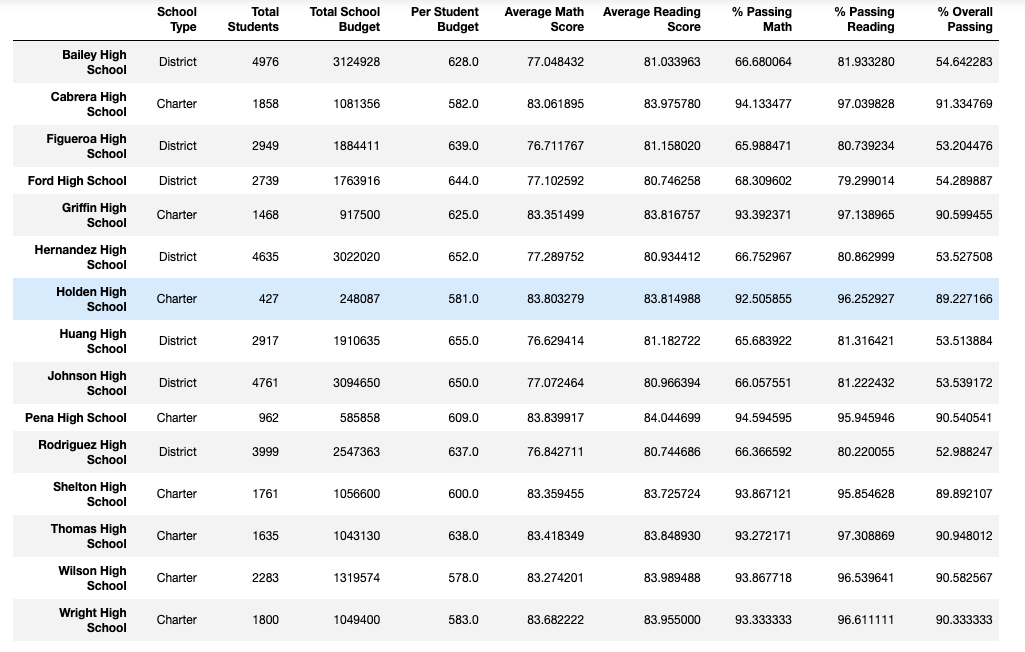 School Type Total Students Total School Budget Per Student Budget Average Math Score Average Reading Score % Passing Math % Passing Reading % Overall Passing
Bailey High School District 4976 3124928 628.0 77.048432 81.033963 66.680064 81.933280 54.642283
Cabrera High School Charter 1858 1081356 582.0 83.061895 83.975780 94.133477 97.039828 91.334769
Figueroa High School District 2949 1884411 639.0 76.711767 81.158020 65.988471 80.739234 53.204476
Ford High School District 2739 1763916 644.0 77.102592 80.746258 68.309602 79.299014 54.289887
Griffin High School Charter 1468 917500 625.0 83.351499 83.816757 93.392371 97.138965 90.599455
Hernandez High School District 4635 3022020 652.0 77.289752 80.934412 66.752967 80.862999 53.527508
Holden High School Charter 427 248087 581.0 83.803279 83.814988 92.505855 96.252927 89.227166
Huang High School District 2917 1910635 655.0 76.629414 81.182722 65.683922 81.316421 53.513884
Johnson High School District 4761 3094650 650.0 77.072464 80.966394 66.057551 81.222432 53.539172
Pena High School Charter 962 585858 609.0 83.839917 84.044699 94.594595 95.945946 90.540541
Rodriguez High School District 3999 2547363 637.0 76.842711 80.744686 66.366592 80.220055 52.988247
Shelton High School Charter 1761 1056600 600.0 83.359455 83.725724 93.867121 95.854628 89.892107
Thomas High School Charter 1635 1043130 638.0 83.418349 83.848930 93.272171 97.308869 90.948012
Wilson High School Charter 2283 1319574 578.0 83.274201 83.989488 93.867718 96.539641 90.582567
Wright High School Charter 1800 1049400 583.0 83.682222 83.955000 93.333333 96.611111 90.333333